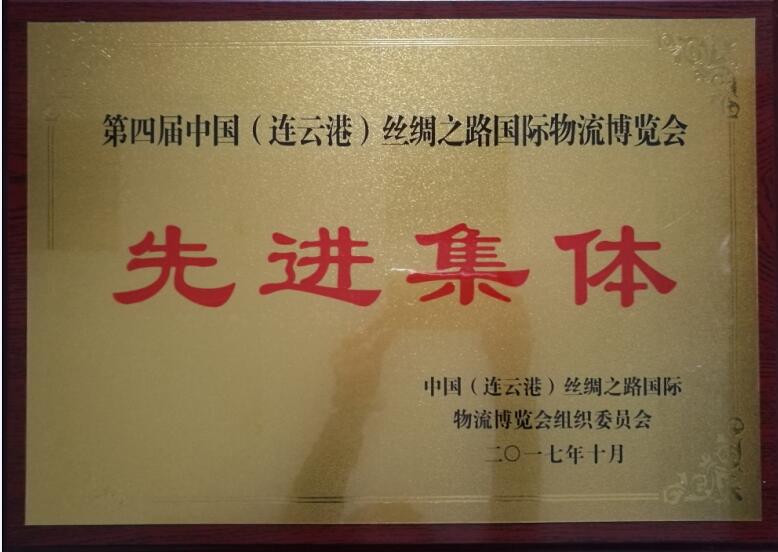 第四届中国（连云港）丝绸之路国际物流博览会
先进集体
中国（连云港）丝绸之路国际
物流博览会组织委员会
二〇一七年十月